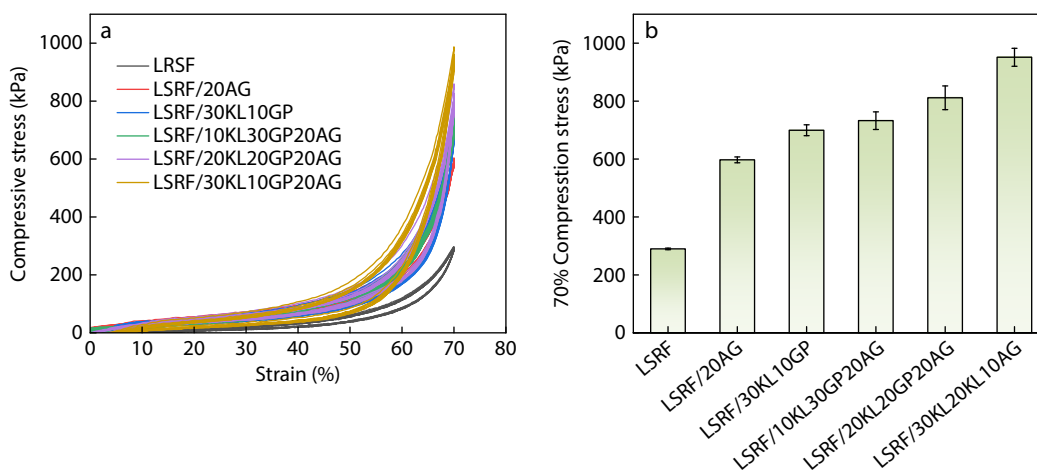 a
Compressive stress (kPa)
1000
800
600
400
200
0
LRSF
LSRF/20AG
LSRF/30KL10GP
LSRF/10KL30GP20AG
LSRF/20KL20GP20AG
LSRF/30KL10GP20AG
0 10 20 30 40 50 60 70 80
Strain (%)
b
70% Compresstion stress (kPa)
1000
800
600
400
200
0
LSRF
LSRF/20AG
LSRF/30KL10GP
LSRF/10KL30GP20AG
LSRF/20KL20GP20AG
LSRF/30KL20KL10AG